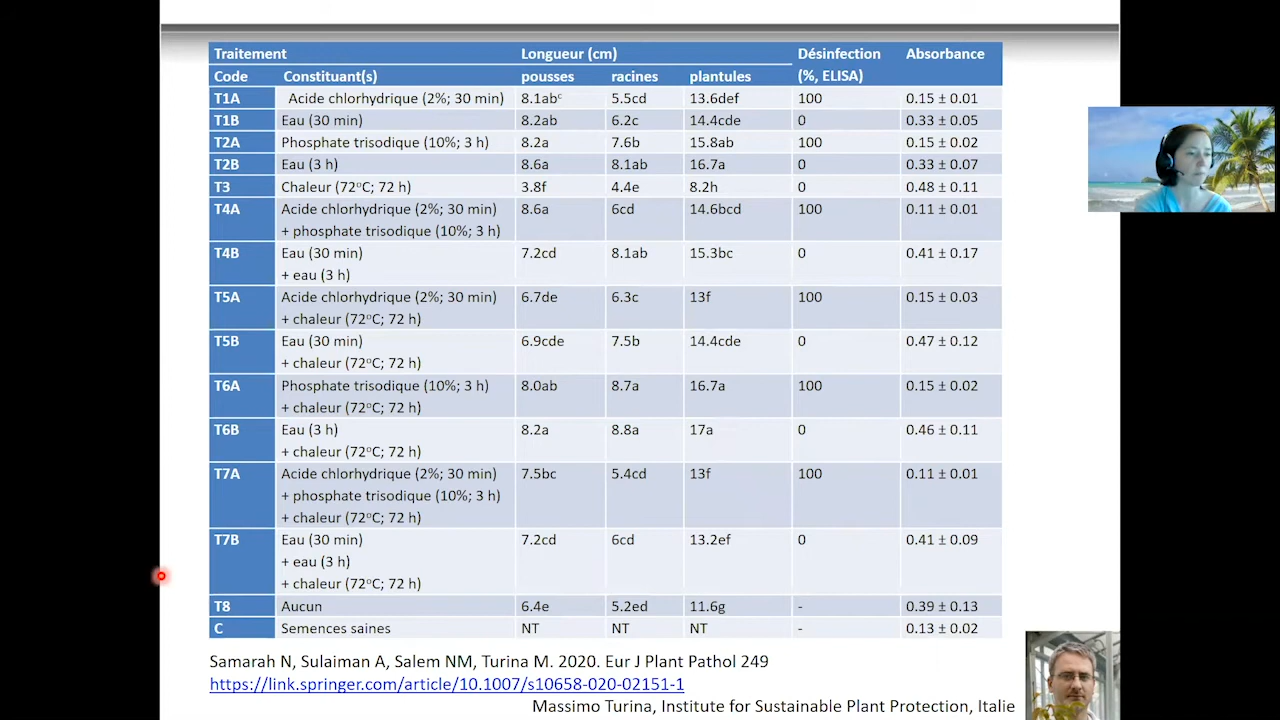 Traitement Longueur (cm) Désinfection Absorbance
Code Constituant(s) pousses racines plantules (%, ELISA)
T1A Acide chlorhydrique (2%; 30 min) 8.1abᶜ 5.5cd 13.6def 100 0.15 ± 0.01
T1B Eau (30 min) 8.2ab 6.2c 14.4cde 0 0.33 ± 0.05
T2A Phosphate trisodique (10%; 3 h) 8.2a 7.6b 15.8ab 100 0.15 ± 0.02
T2B Eau (3 h) 8.6a 8.1ab 16.7a 0 0.33 ± 0.07
T3 Chaleur (72°C; 72 h) 3.8f 4.4e 8.2h 0 0.48 ± 0.11
T4A Acide chlorhydrique (2%; 30 min) 8.6a 6cd 14.6bcd 100 0.11 ± 0.01
+ phosphate trisodique (10%; 3 h)
T4B Eau (30 min) 7.2cd 8.1ab 15.3bc 0 0.41 ± 0.17
+ eau (3 h)
T5A Acide chlorhydrique (2%; 30 min) 6.7de 6.3c 13f 100 0.15 ± 0.03
+ chaleur (72°C; 72 h)
T5B Eau (30 min) 6.9cde 7.5b 14.4cde 0 0.47 ± 0.12
+ chaleur (72°C; 72 h)
T6A Phosphate trisodique (10%; 3 h) 8.0ab 8.7a 16.7a 100 0.15 ± 0.02
+ chaleur (72°C; 72 h)
T6B Eau (3 h) 8.2a 8.8a 17a 0 0.46 ± 0.11
+ chaleur (72°C; 72 h)
T7A Acide chlorhydrique (2%; 30 min) 7.5bc 5.4cd 13f 100 0.11 ± 0.01
+ phosphate trisodique (10%; 3 h)
+ chaleur (72°C; 72 h)
T7B Eau (30 min) 7.2cd 6cd 13.2ef 0 0.41 ± 0.09
+ eau (3 h)
+ chaleur (72°C; 72 h)
T8 Aucun 6.4e 5.2ed 11.6g - 0.39 ± 0.13
C Semences saines NT NT NT - 0.13 ± 0.02
Samarah N, Sulaiman A, Salem NM, Turina M. 2020. Eur J Plant Pathol 249
https://link.springer.com/article/10.1007/s10658-020-02151-1
Massimo Turina, Institute for Sustainable Plant Protection, Italie